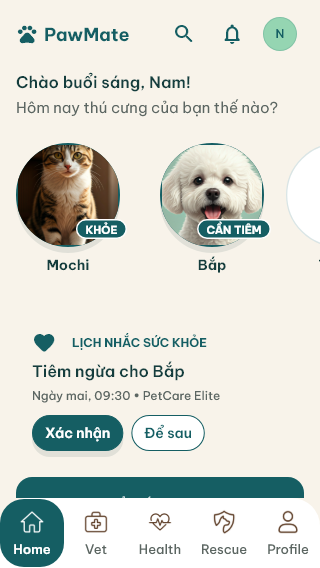 PawMate
N
Chào buổi sáng, Nam!
Hôm nay thú cưng của bạn thế nào?
KHỎE
CẦN TIÊM
Mochi
Bắp
LỊCH NHẮC SỨC KHỎE
Tiêm ngừa cho Bắp
Ngày mai, 09:30 • PetCare Elite
Xác nhận
Để sau
Home
Vet
Health
Rescue
Profile